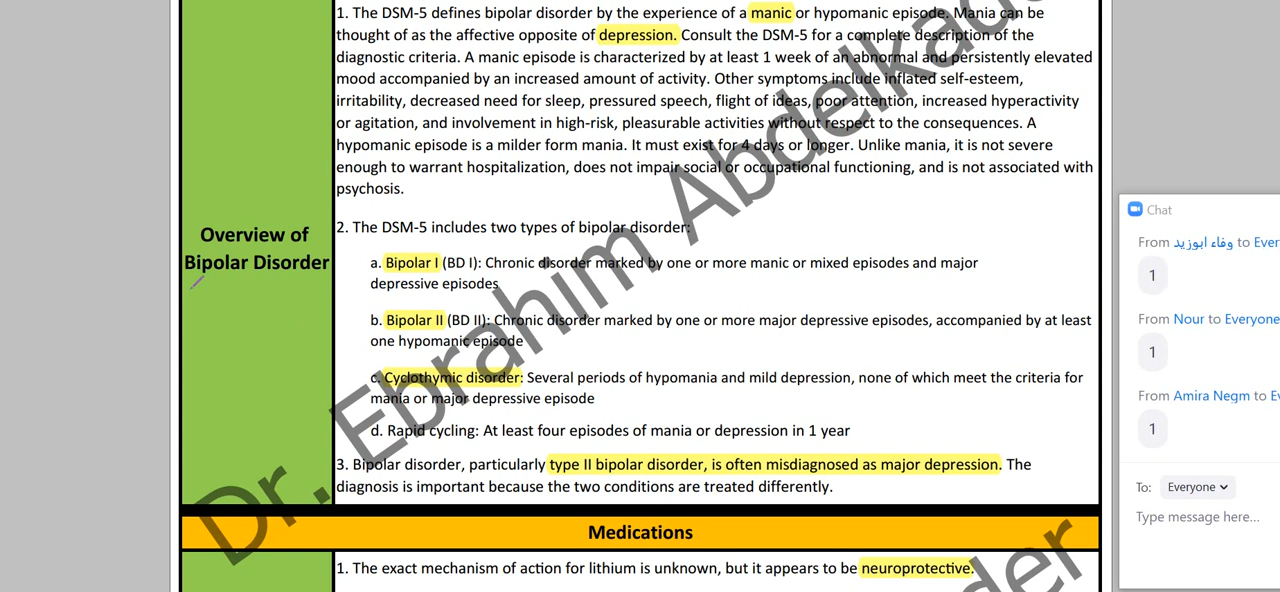 1. The DSM-5 defines bipolar disorder by the experience of a manic or hypomanic episode. Mania can be
thought of as the affective opposite of depression. Consult the DSM-5 for a complete description of the
diagnostic criteria. A manic episode is characterized by at least 1 week of an abnormal and persistently elevated
mood accompanied by an increased amount of activity. Other symptoms include inflated self-esteem,
irritability, decreased need for sleep, pressured speech, flight of ideas, poor attention, increased hyperactivity
or agitation, and involvement in high-risk, pleasurable activities without respect to the consequences. A
hypomanic episode is a milder form mania. It must exist for 4 days or longer. Unlike mania, it is not severe
enough to warrant hospitalization, does not impair social or occupational functioning, and is not associated with
psychosis.
Overview of
Bipolar Disorder
2. The DSM-5 includes two types of bipolar disorder:
a. Bipolar I (BD I): Chronic disorder marked by one or more manic or mixed episodes and major
depressive episodes
b. Bipolar II (BD II): Chronic disorder marked by one or more major depressive episodes, accompanied by at least
one hypomanic episode
c. Cyclothymic disorder: Several periods of hypomania and mild depression, none of which meet the criteria for
mania or major depressive episode
d. Rapid cycling: At least four episodes of mania or depression in 1 year
3. Bipolar disorder, particularly type II bipolar disorder, is often misdiagnosed as major depression. The
diagnosis is important because the two conditions are treated differently.
Medications
1. The exact mechanism of action for lithium is unknown, but it appears to be neuroprotective.
Dr. Ebrahim Abdelkade
der
Chat
From وفاء ابوزيد to Ever
1
From Nour to Everyone
1
From Amira Negm to Ev
1
To: Everyone
Type message here...